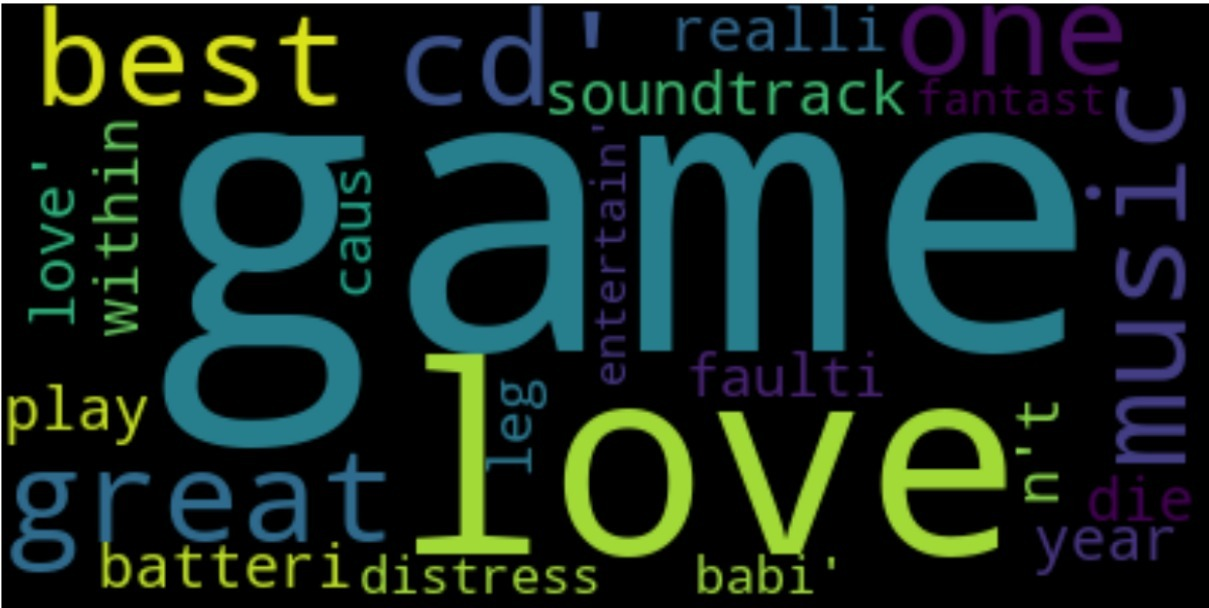 best
cd'
realli
one
soundtrack
fantast
love'
within
game
caus
entertain'
music
play
leg
faulti
love
n't
great
die
year
batteri
distress
babi'